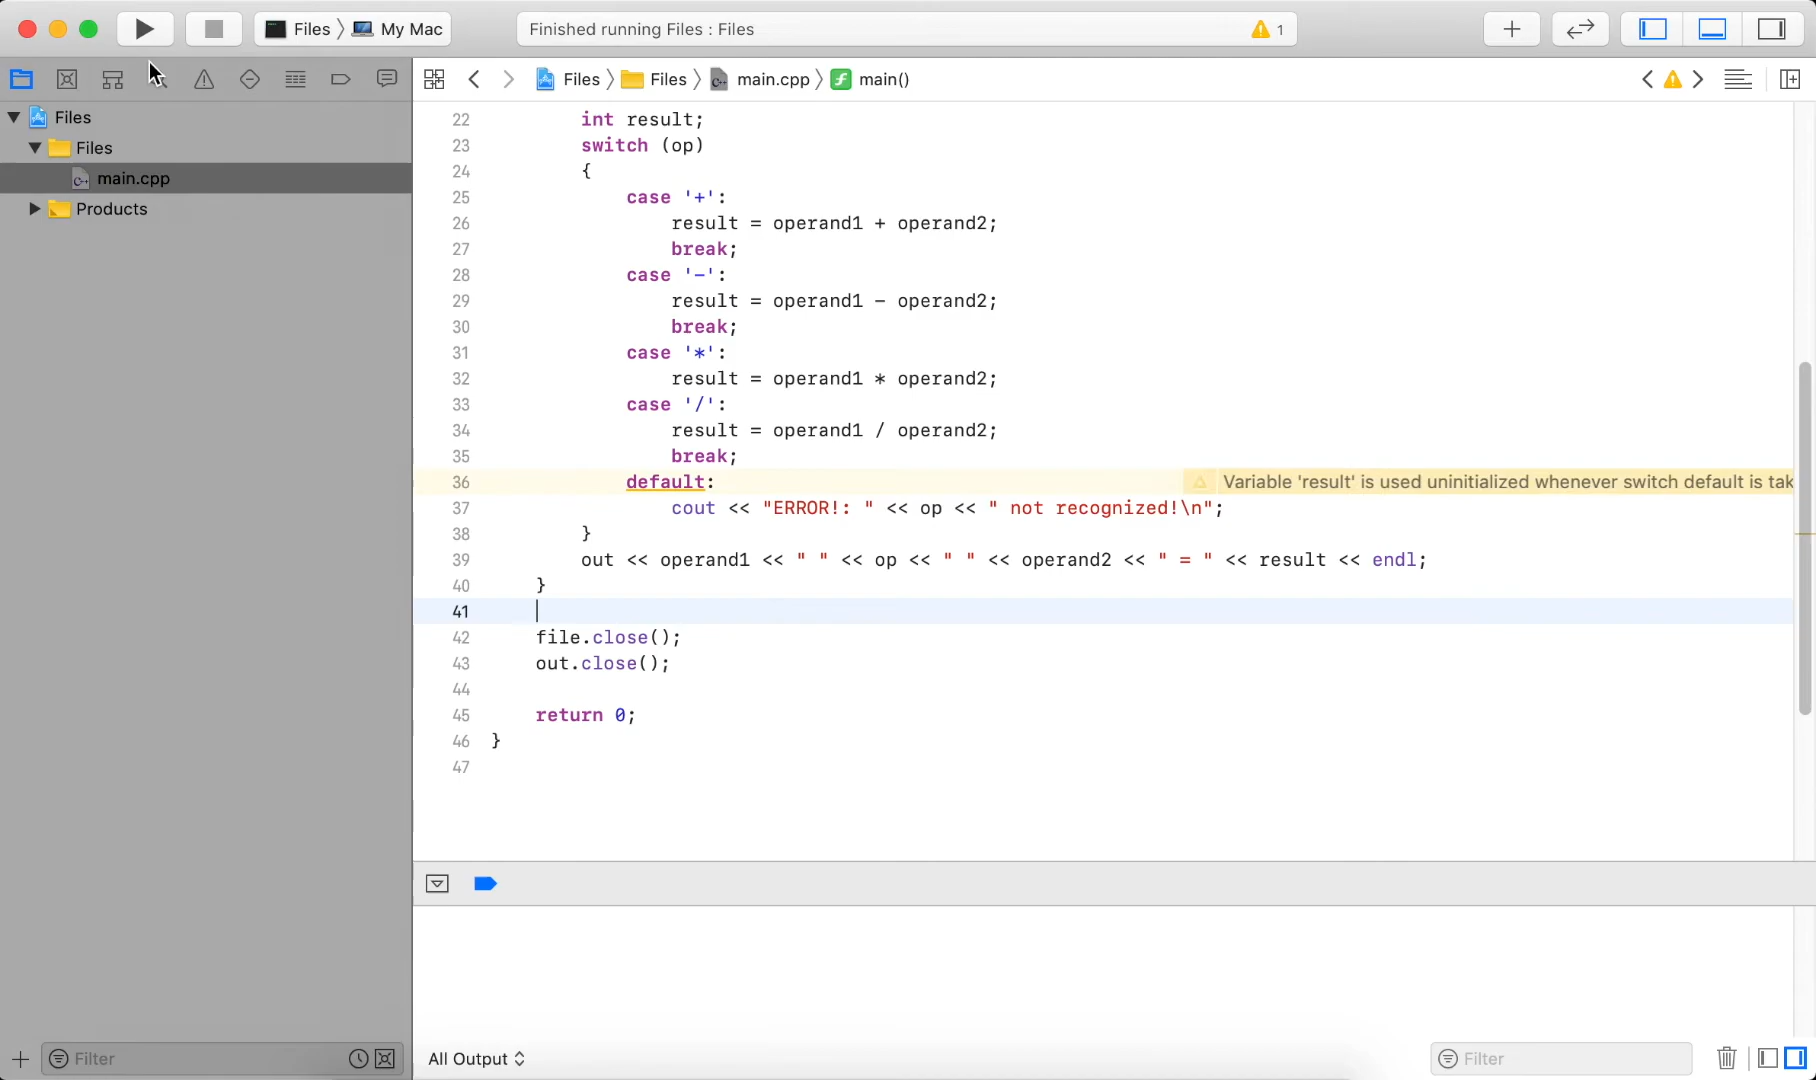 Files My Mac
Finished running Files : Files
1
Files Files main.cpp main()
Files
Files
main.cpp
Products
22 int result;
23 switch (op)
24 {
25 case '+':
26 result = operand1 + operand2;
27 break;
28 case '-':
29 result = operand1 - operand2;
30 break;
31 case '*':
32 result = operand1 * operand2;
33 case '/':
34 result = operand1 / operand2;
35 break;
36 default: Variable 'result' is used uninitialized whenever switch default is tak
37 cout << "ERROR!: " << op << " not recognized!\n";
38 }
39 out << operand1 << " " << op << " " << operand2 << " = " << result << endl;
40 }
41
42 file.close();
43 out.close();
44
45 return 0;
46 }
47
Filter
All Output
Filter